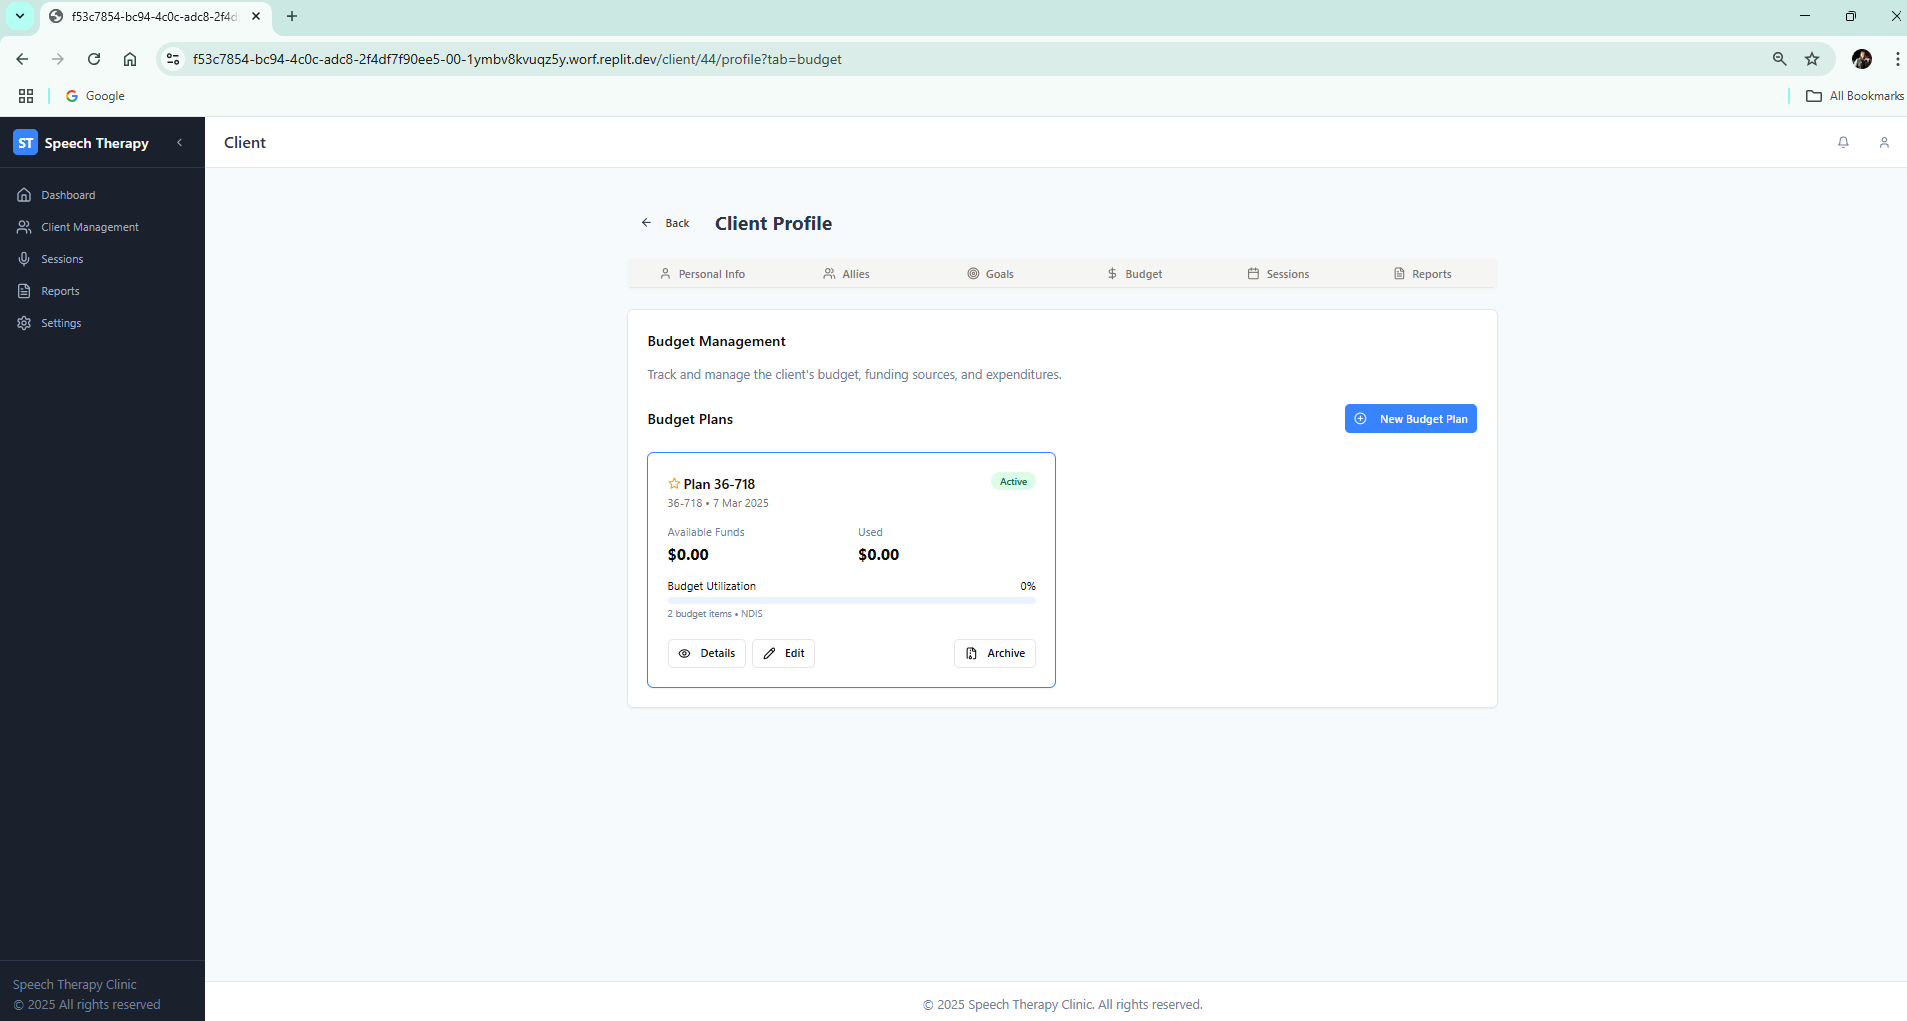 f53c7854-bc94-4c0c-adc8-2f4d
f53c7854-bc94-4c0c-adc8-2f4df7f90ee5-00-1ymbv8kvuqz5y.worf.replit.dev/client/44/profile?tab=budget
Google
All Bookmarks
ST Speech Therapy
Client
Dashboard
Client Management
Sessions
Reports
Settings
Back
Client Profile
Personal Info
Allies
Goals
Budget
Sessions
Reports
Budget Management
Track and manage the client's budget, funding sources, and expenditures.
Budget Plans
New Budget Plan
Plan 36-718
Active
36-718 • 7 Mar 2025
Available Funds
Used
$0.00
$0.00
Budget Utilization
0%
2 budget items • NDIS
Details
Edit
Archive
Speech Therapy Clinic
© 2025 All rights reserved
© 2025 Speech Therapy Clinic. All rights reserved.